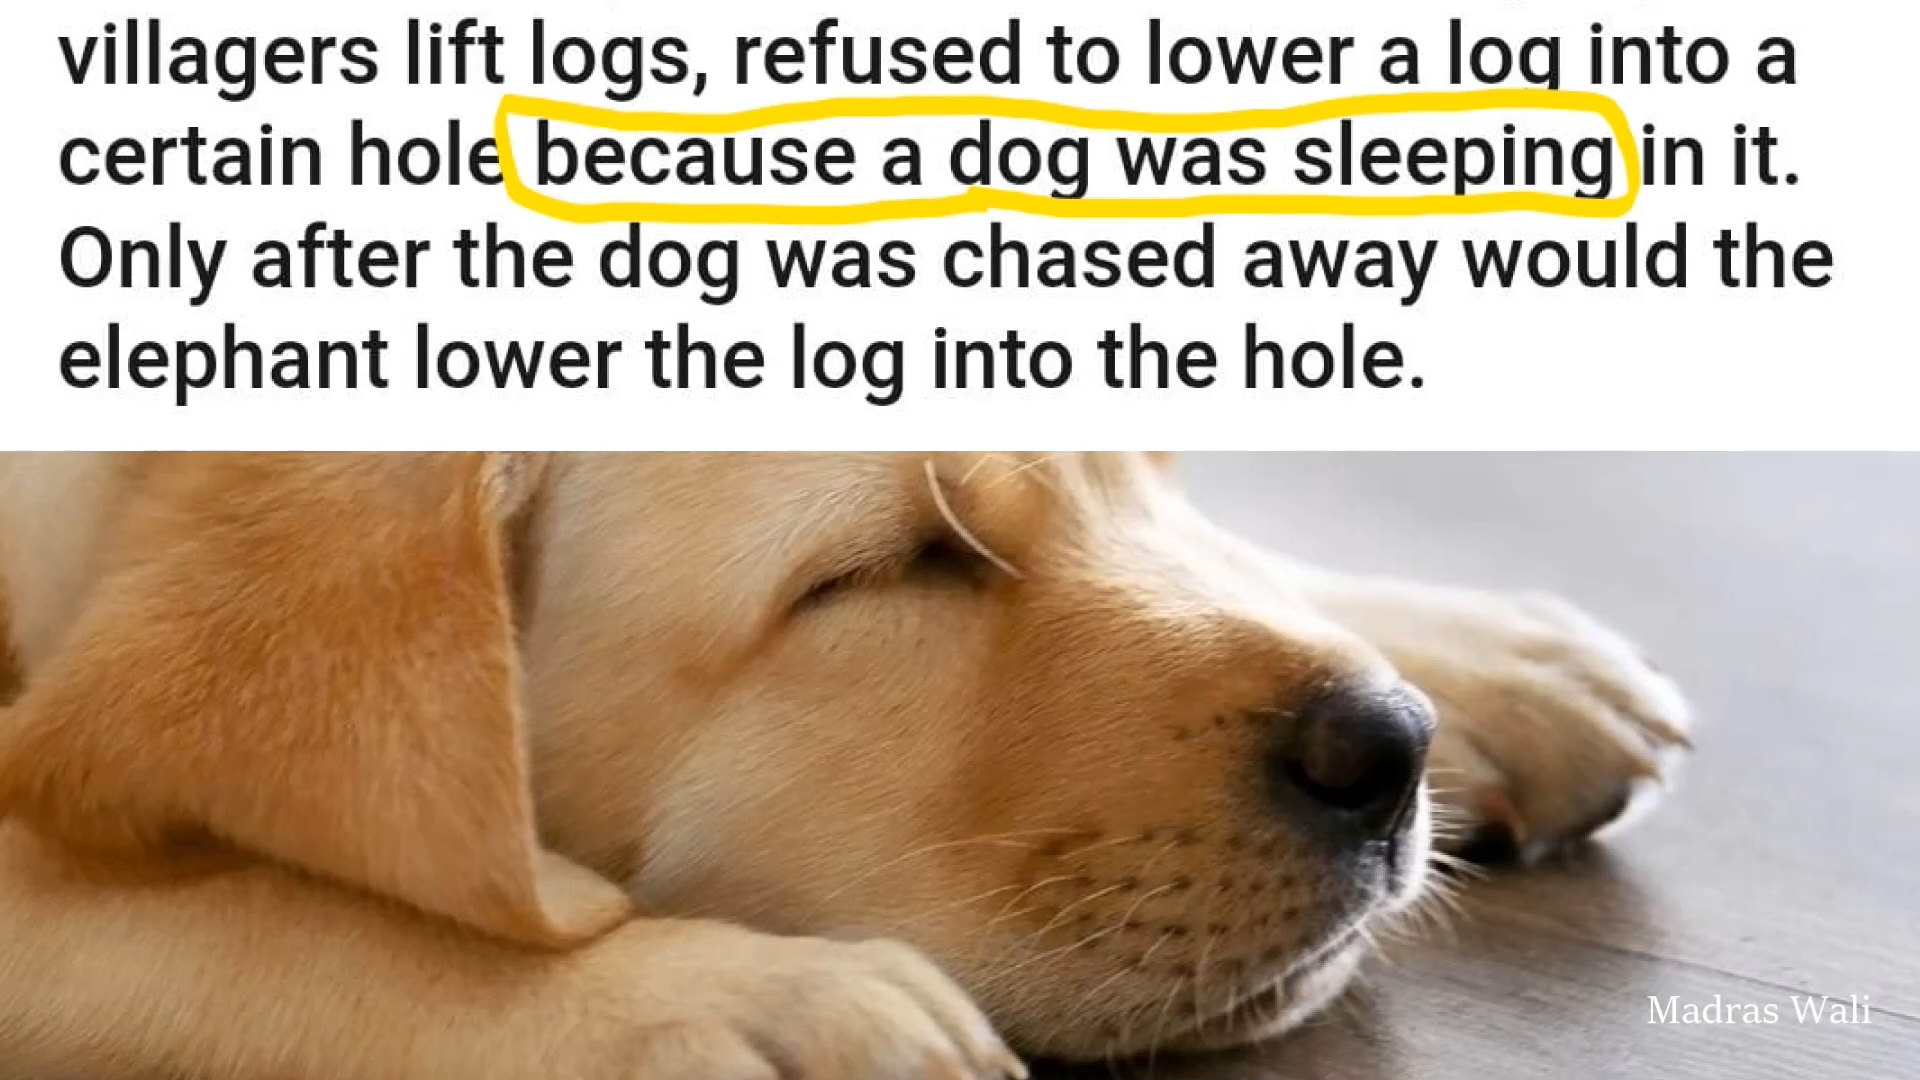 villagers lift logs, refused to lower a log into a
certain hole because a dog was sleeping in it.
Only after the dog was chased away would the
elephant lower the log into the hole.
Madras Wali